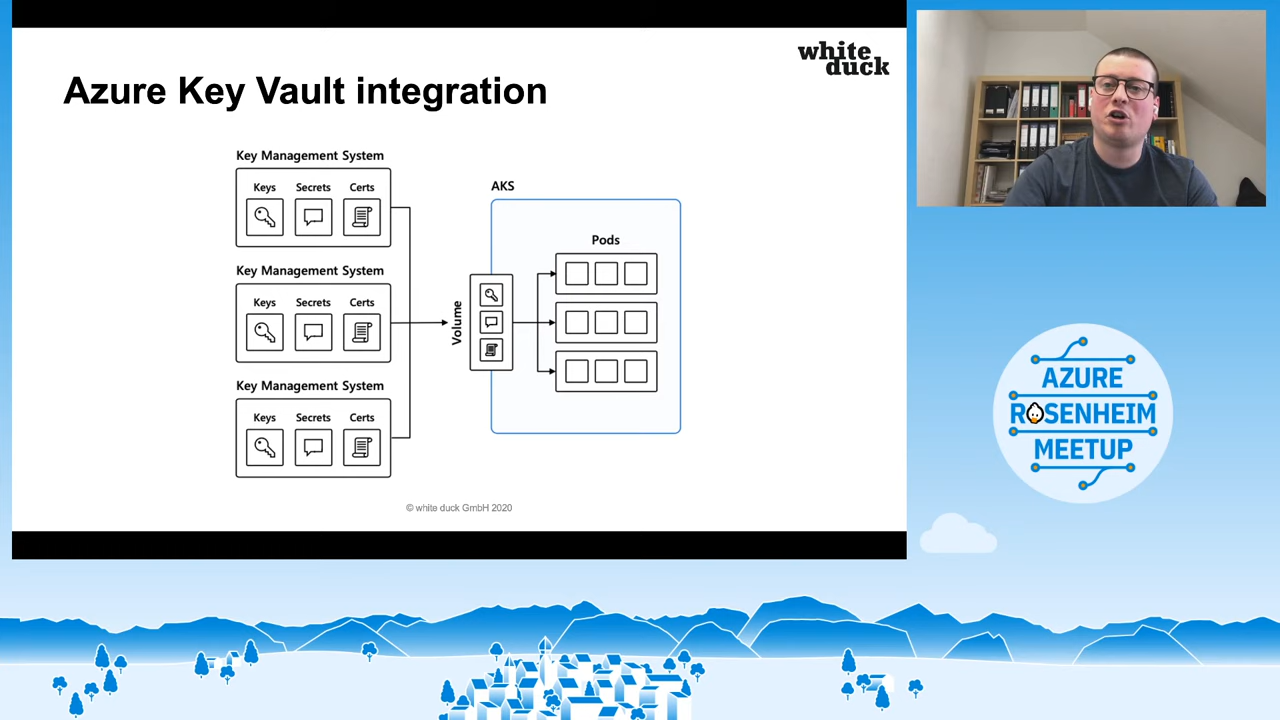 white
duck
Azure Key Vault integration
Key Management System
Keys Secrets Certs
Key Management System
Keys Secrets Certs
Key Management System
Keys Secrets Certs
Volume
AKS
Pods
© white duck GmbH 2020
AZURE
ROSENHEIM
MEETUP